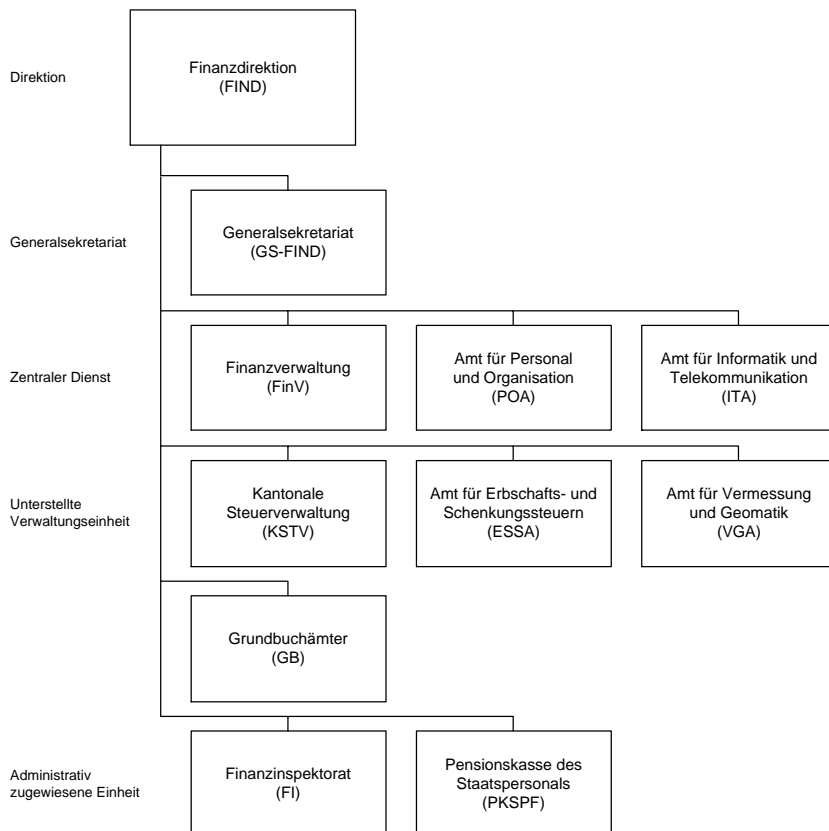 Direktion
Finanzdirektion
(FIND)
Generalsekretariat
Generalsekretariat
(GS-FIND)
Zentraler Dienst
Finanzverwaltung
(FinV)
Amt für Personal
und Organisation
(POA)
Amt für Informatik und
Telekommunikation
(ITA)
Unterstellte
Verwaltungseinheit
Kantonale
Steuerverwaltung
(KSTV)
Amt für Erbschafts- und
Schenkungssteuern
(ESSA)
Amt für Vermessung
und Geomatik
(VGA)
Grundbuchämter
(GB)
Administrativ
zugewiesene Einheit
Finanzinspektorat
(FI)
Pensionskasse des
Staatspersonals
(PKSPF)